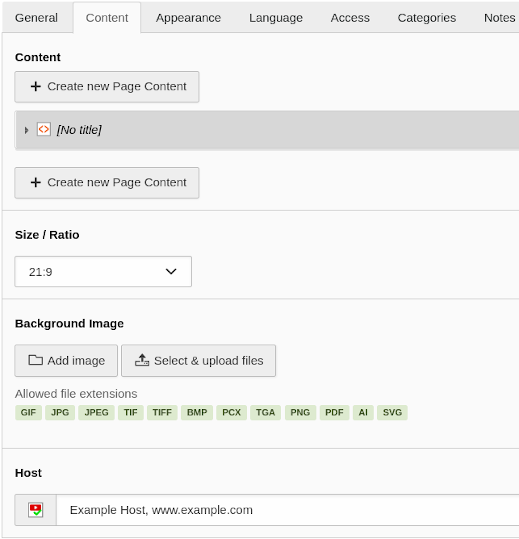 General Content Appearance Language Access Categories Notes
Content
Create new Page Content
[No title]
Create new Page Content
Size / Ratio
21:9
Background Image
Add image Select & upload files
Allowed file extensions
GIF JPG JPEG TIF TIFF BMP PCX TGA PNG PDF AI SVG
Host
Example Host, www.example.com